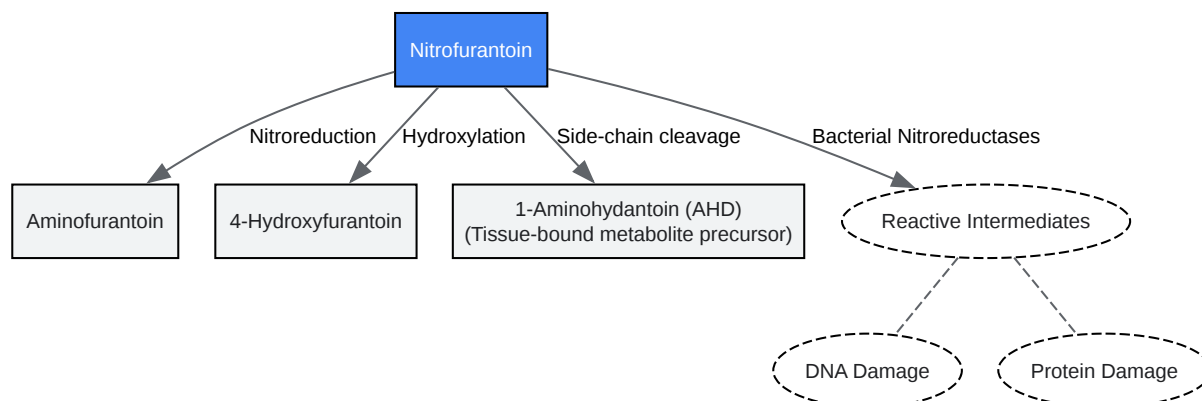 Nitrofurantoin
Nitroreduction
Hydroxylation
Side-chain cleavage
Bacterial Nitroreductases
Aminofurantoin
4-Hydroxyfurantoin
1-Aminohydantoin (AHD)
(Tissue-bound metabolite precursor)
Reactive Intermediates
DNA Damage
Protein Damage